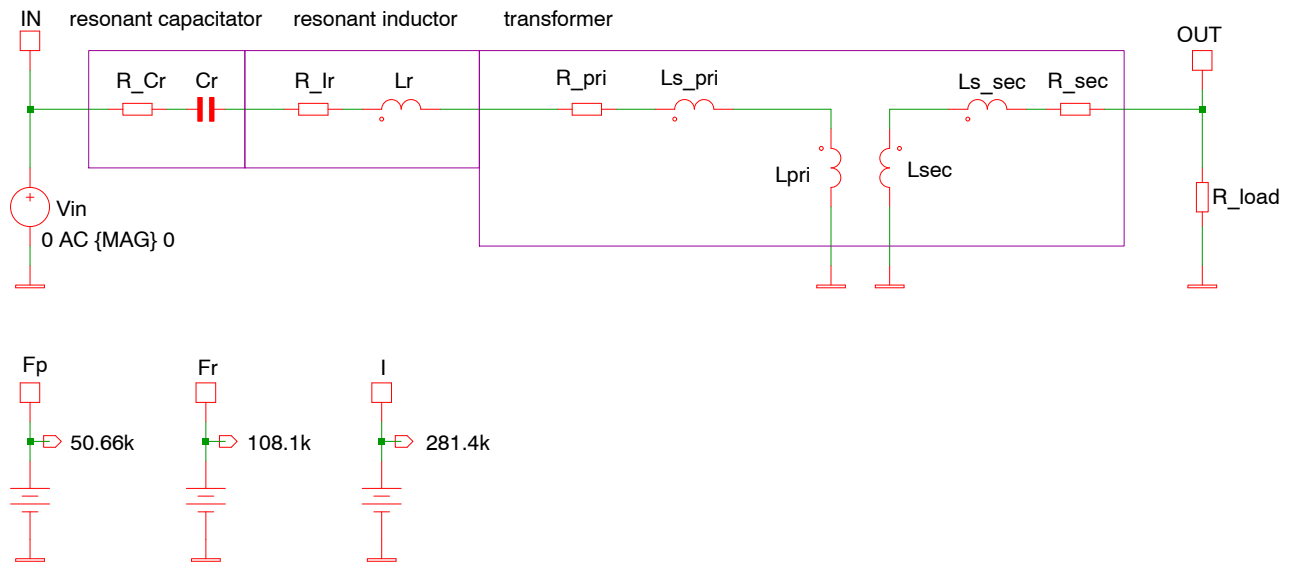 IN resonant capacitator resonant inductor transformer
OUT
R_Cr Cr R_lr Lr R_pri Ls_pri Ls_sec R_sec
Lpri Lsec
+
Vin
R_load
0 AC {MAG} 0
Fp Fr I
50.66k 108.1k 281.4k